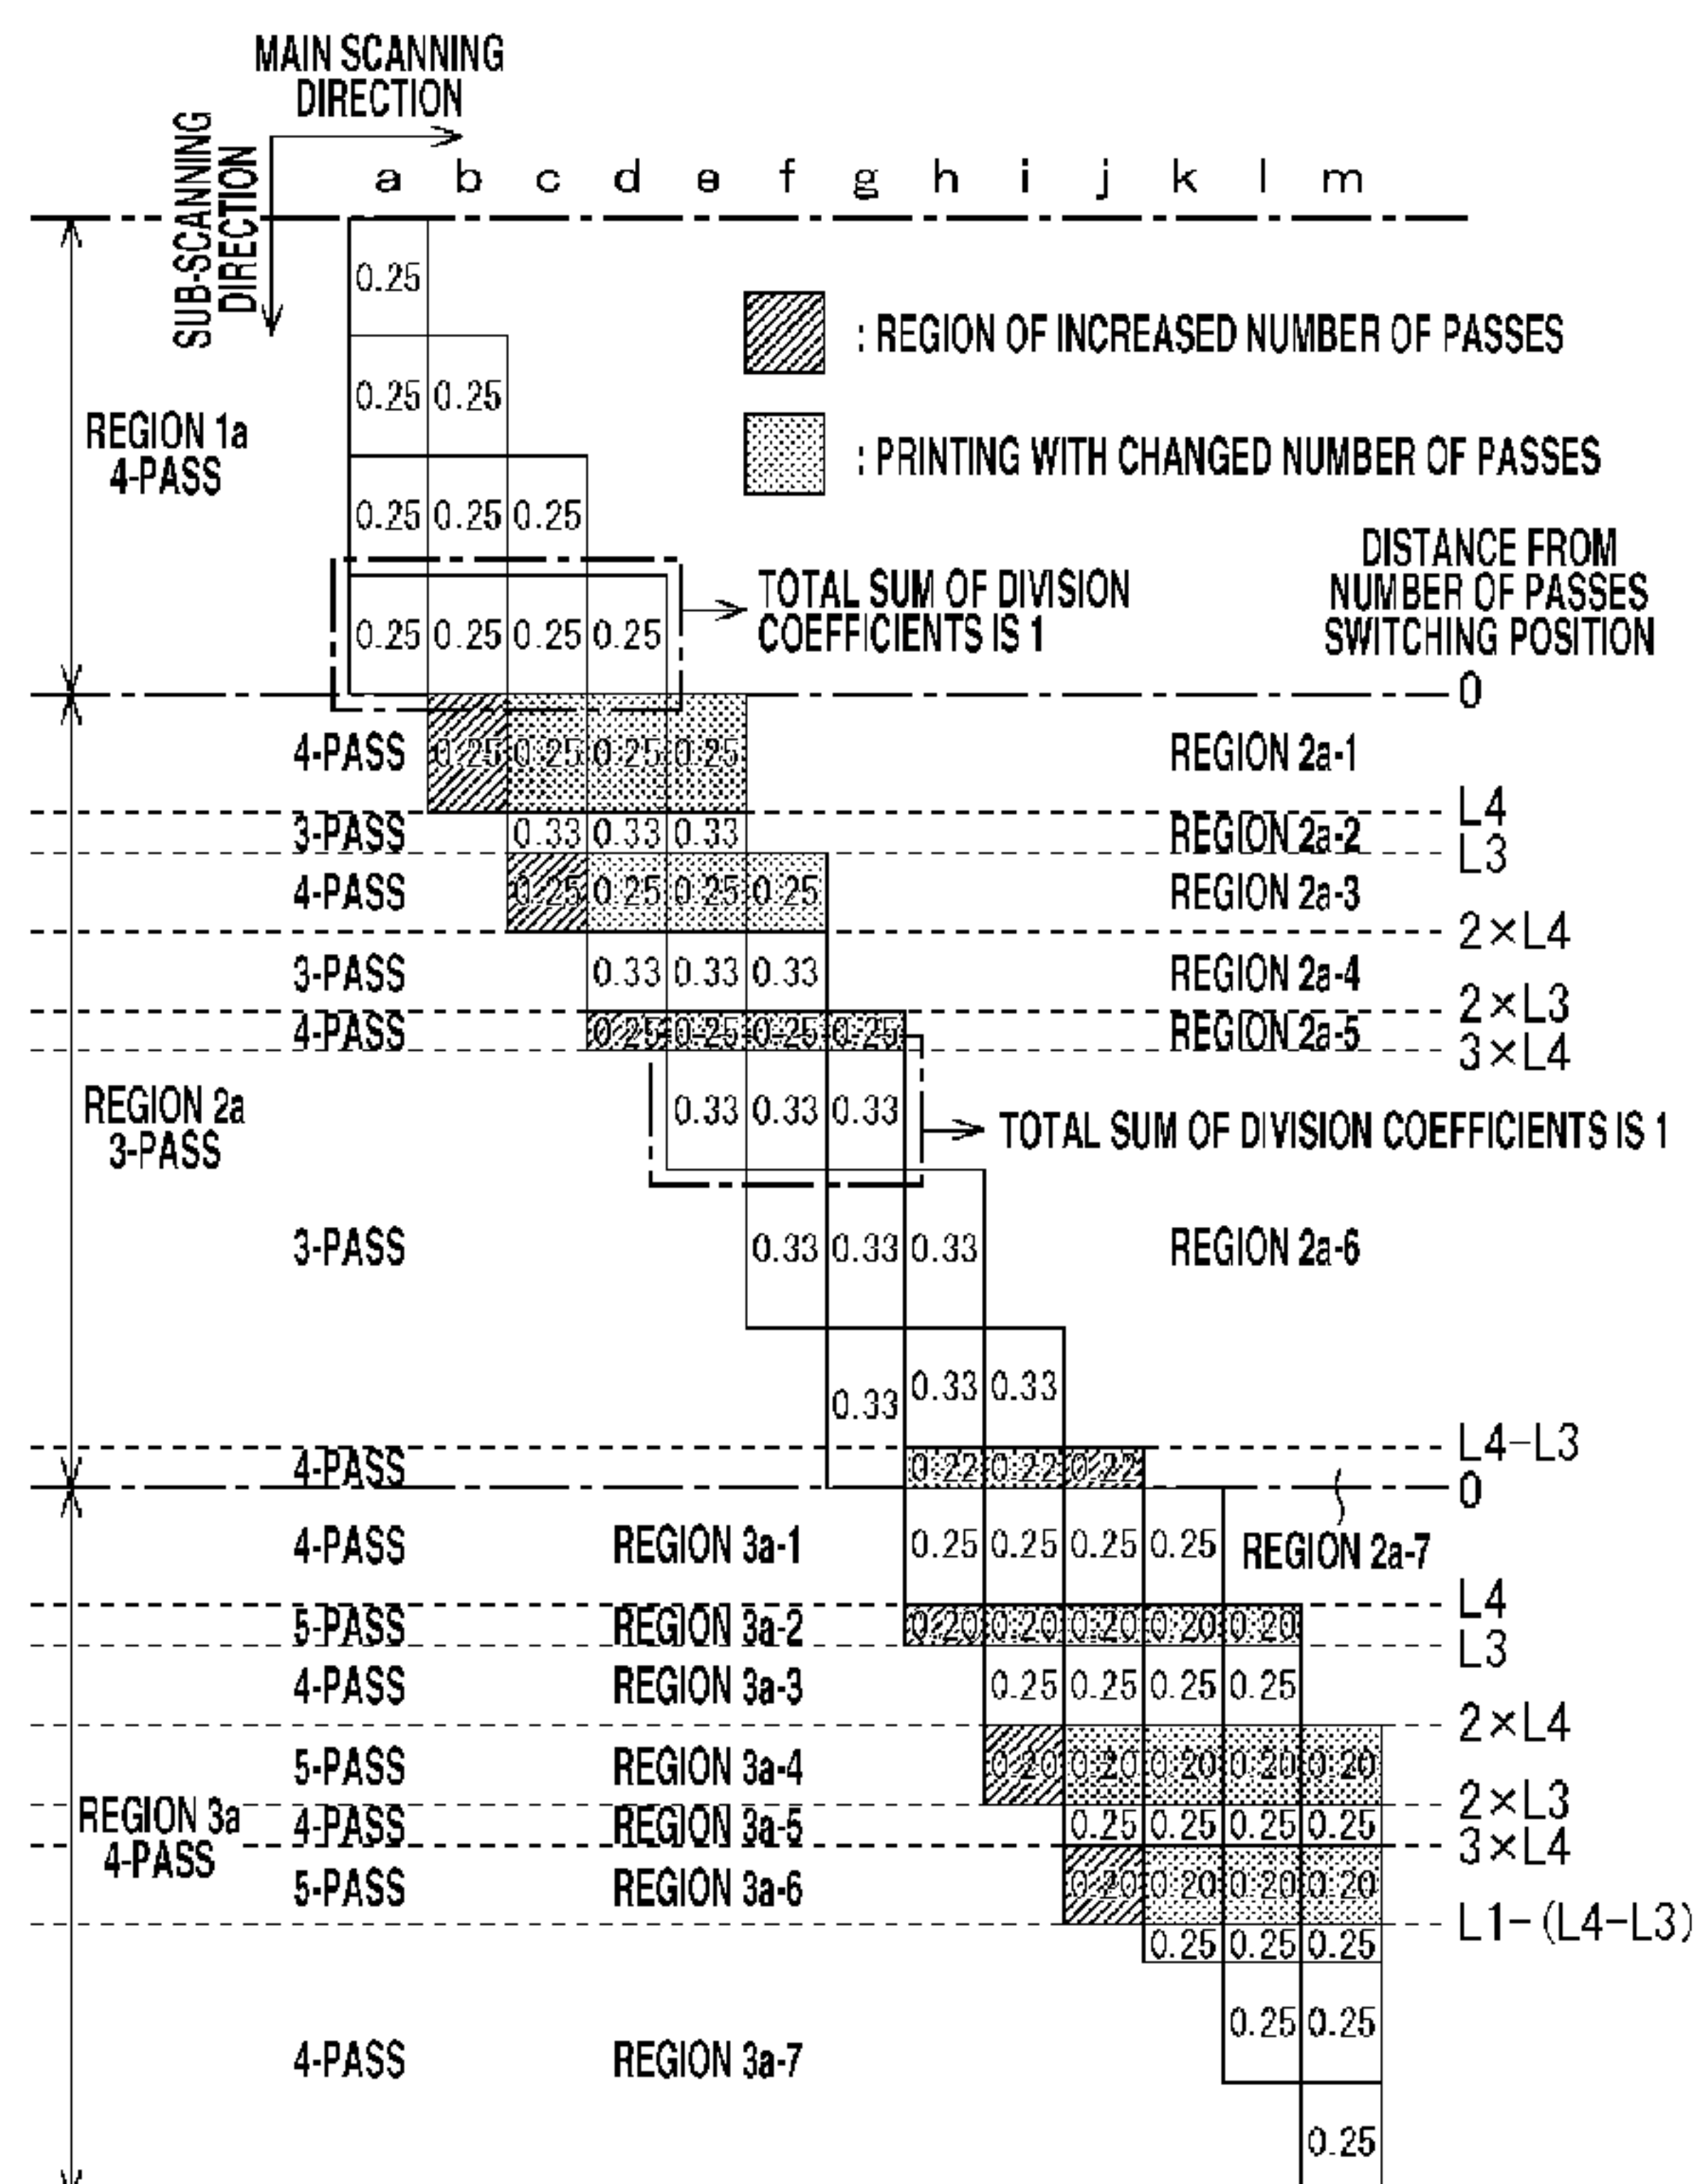 MAIN SCANNING
DIRECTION
SUB-SCANNING
DIRECTION
a b c d e f g h i j k l m
0.25
: REGION OF INCREASED NUMBER OF PASSES
0.25 0.25
REGION 1a
4-PASS
: PRINTING WITH CHANGED NUMBER OF PASSES
0.25 0.25 0.25
DISTANCE FROM
NUMBER OF PASSES
SWITCHING POSITION
TOTAL SUM OF DIVISION
COEFFICIENTS IS 1
0.25 0.25 0.25 0.25
0
4-PASS 0.25 0.25 0.25 0.25 REGION 2a-1
L4
3-PASS 0.33 0.33 0.33 REGION 2a-2
L3
4-PASS 0.25 0.25 0.25 0.25 REGION 2a-3
2×L4
3-PASS 0.33 0.33 0.33 REGION 2a-4
2×L3
4-PASS 0.25 0.25 0.25 0.25 REGION 2a-5
3×L4
REGION 2a
3-PASS
0.33 0.33 0.33
TOTAL SUM OF DIVISION COEFFICIENTS IS 1
3-PASS 0.33 0.33 0.33 REGION 2a-6
0.33 0.33 0.33
L4-L3
4-PASS 0.22 0.22 0.22
0
4-PASS REGION 3a-1 0.25 0.25 0.25 0.25 REGION 2a-7
L4
5-PASS REGION 3a-2 0.20 0.20 0.20 0.20 0.20
L3
4-PASS REGION 3a-3 0.25 0.25 0.25 0.25
2×L4
5-PASS REGION 3a-4 0.20 0.20 0.20 0.20 0.20
2×L3
REGION 3a
4-PASS
4-PASS REGION 3a-5 0.25 0.25 0.25 0.25
3×L4
5-PASS REGION 3a-6 0.20 0.20 0.20 0.20
L1-(L4-L3)
0.25 0.25 0.25
0.25 0.25
4-PASS REGION 3a-7
0.25